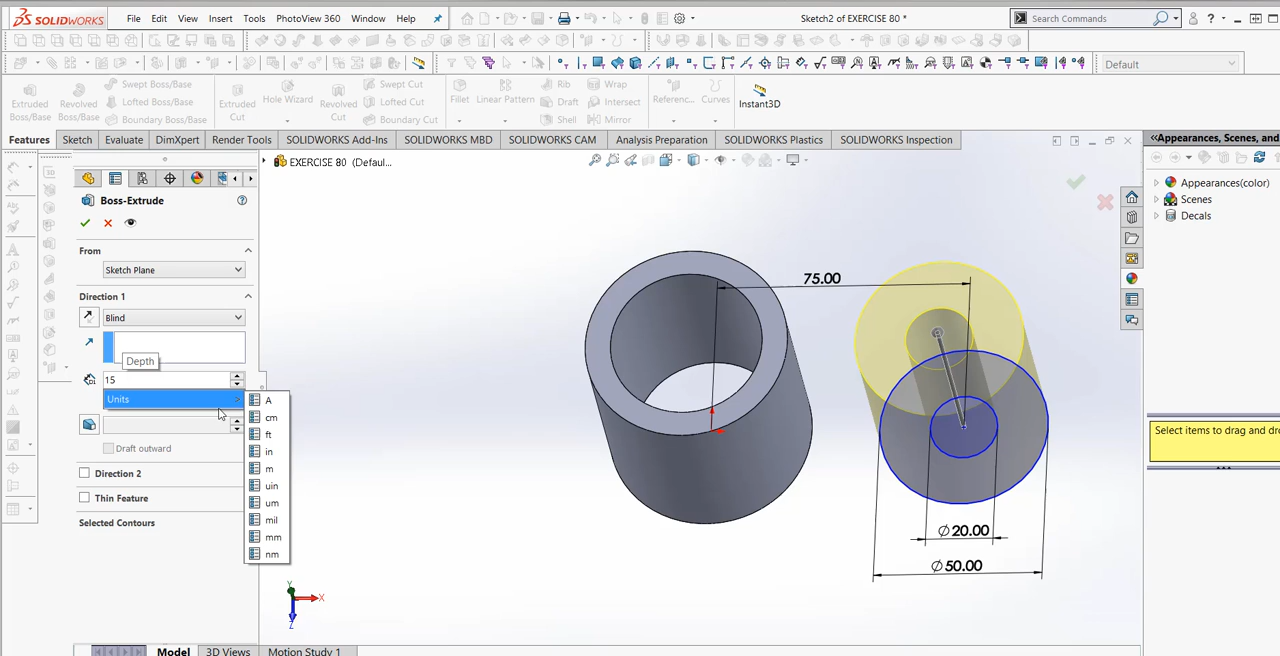 SOLIDWORKS File Edit View Insert Tools PhotoView 360 Window Help Sketch2 of EXERCISE 80 * Search Commands ?
Default
Extruded Boss/Base
Revolved Boss/Base
Swept Boss/Base
Lofted Boss/Base
Boundary Boss/Base
Extruded Cut
Hole Wizard
Revolved Cut
Swept Cut
Lofted Cut
Boundary Cut
Fillet
Linear Pattern
Rib
Draft
Shell
Wrap
Intersect
Mirror
Referenc...
Curves
Instant3D
Features Sketch Evaluate DimXpert Render Tools SOLIDWORKS Add-Ins SOLIDWORKS MBD SOLIDWORKS CAM Analysis Preparation SOLIDWORKS Plastics SOLIDWORKS Inspection
<<Appearances, Scenes, and
EXERCISE 80 (Defaul...
Boss-Extrude
From
Sketch Plane
Direction 1
Blind
Depth
15
Units
A
cm
ft
in
m
uin
um
mil
mm
nm
Draft outward
Direction 2
Thin Feature
Selected Contours
75.00
⌀20.00
⌀50.00
Y
X
Z
Appearances(color)
Scenes
Decals
Select items to drag and dro
Model 3D Views Motion Study 1